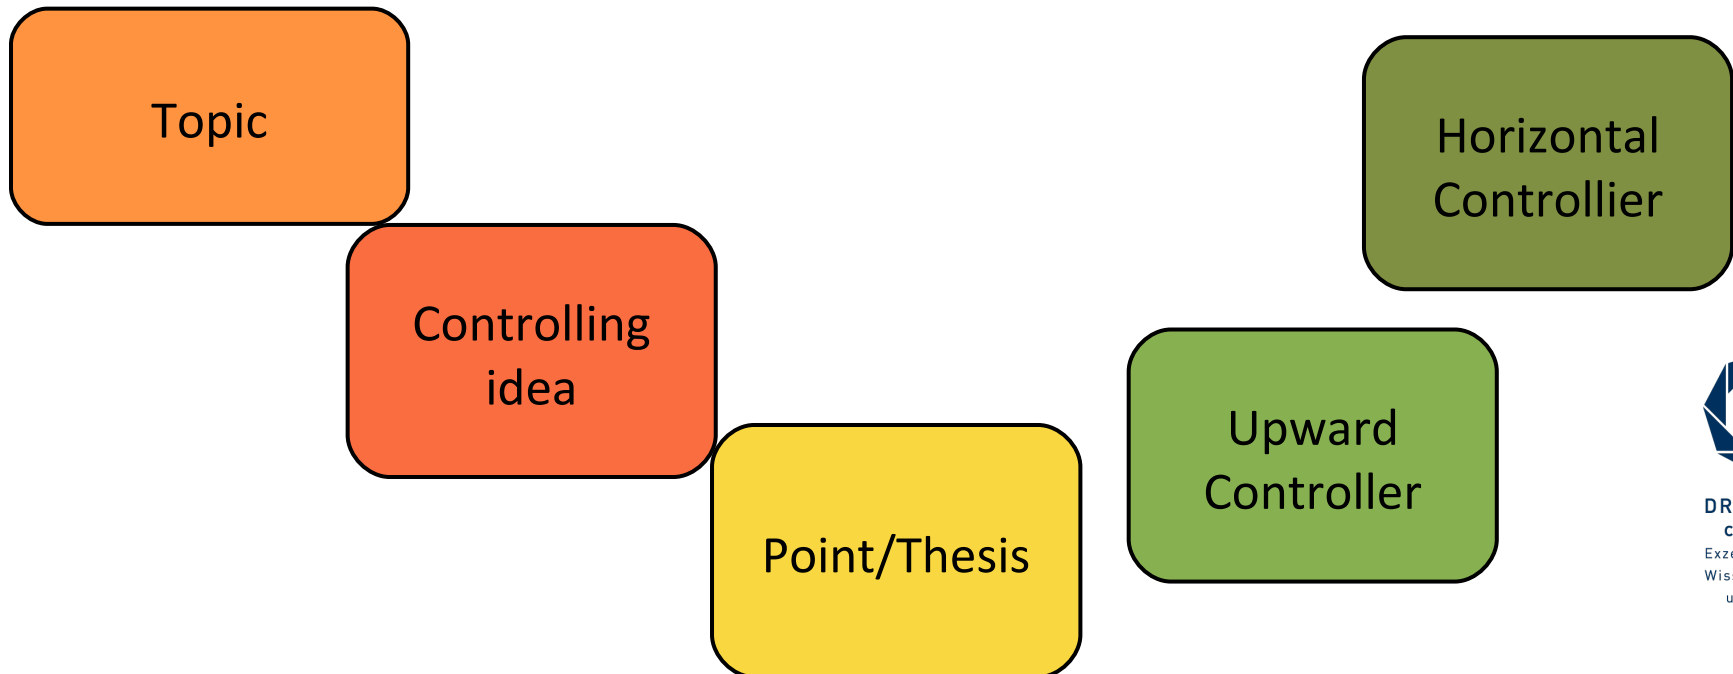 Topic
Horizontal
Controllier
Controlling
idea
Upward
Controller
Point/Thesis